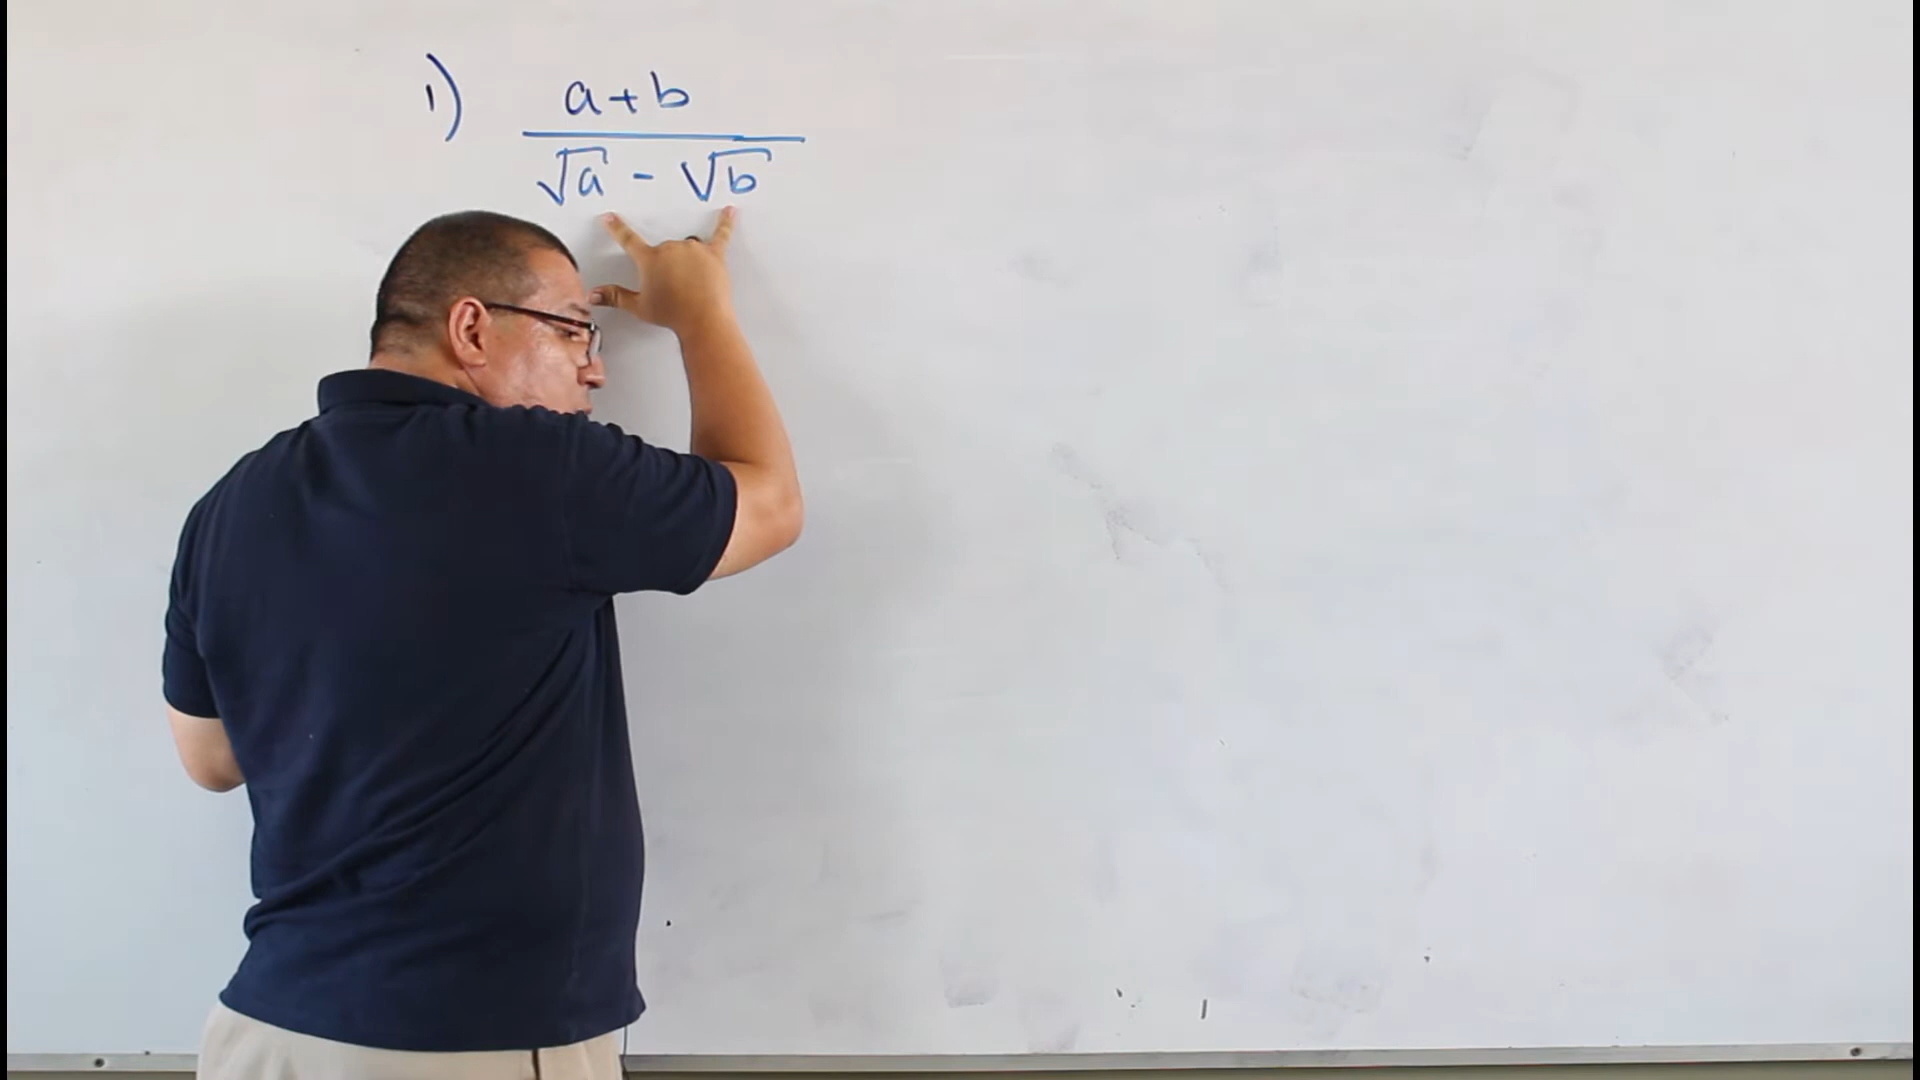 1) a+b
√a - √b